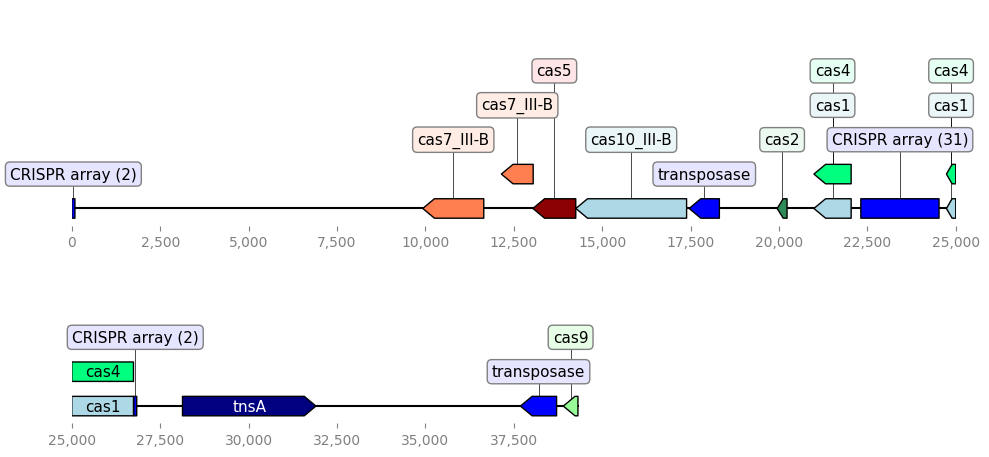 cas5 cas4 cas4
cas7_III-B cas1 cas1
cas7_III-B cas10_III-B cas2 CRISPR array (31)
CRISPR array (2) transposase
0 2,500 5,000 7,500 10,000 12,500 15,000 17,500 20,000 22,500 25,000
CRISPR array (2) cas9
cas4 transposase
cas1 tnsA
25,000 27,500 30,000 32,500 35,000 37,500